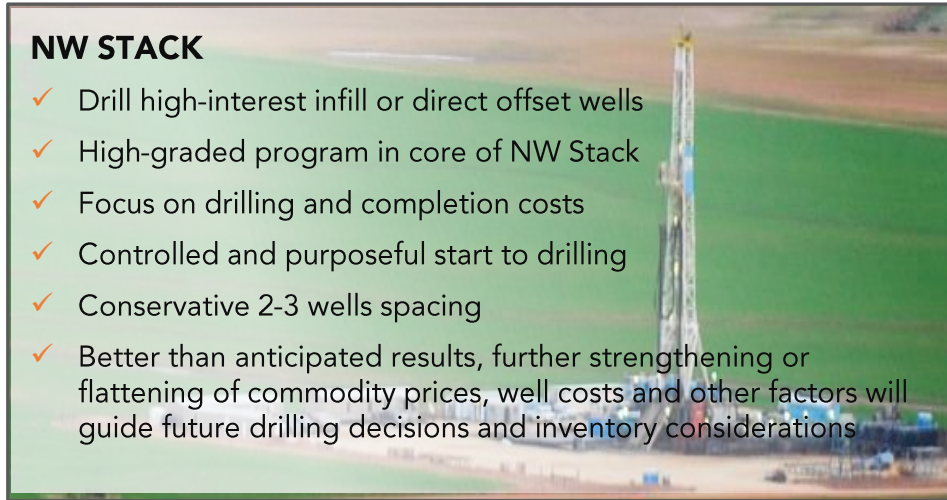 NW STACK
✓ Drill high-interest infill or direct offset wells
✓ High-graded program in core of NW Stack
✓ Focus on drilling and completion costs
✓ Controlled and purposeful start to drilling
✓ Conservative 2-3 wells spacing
✓ Better than anticipated results, further strengthening or
flattening of commodity prices, well costs and other factors will
guide future drilling decisions and inventory considerations